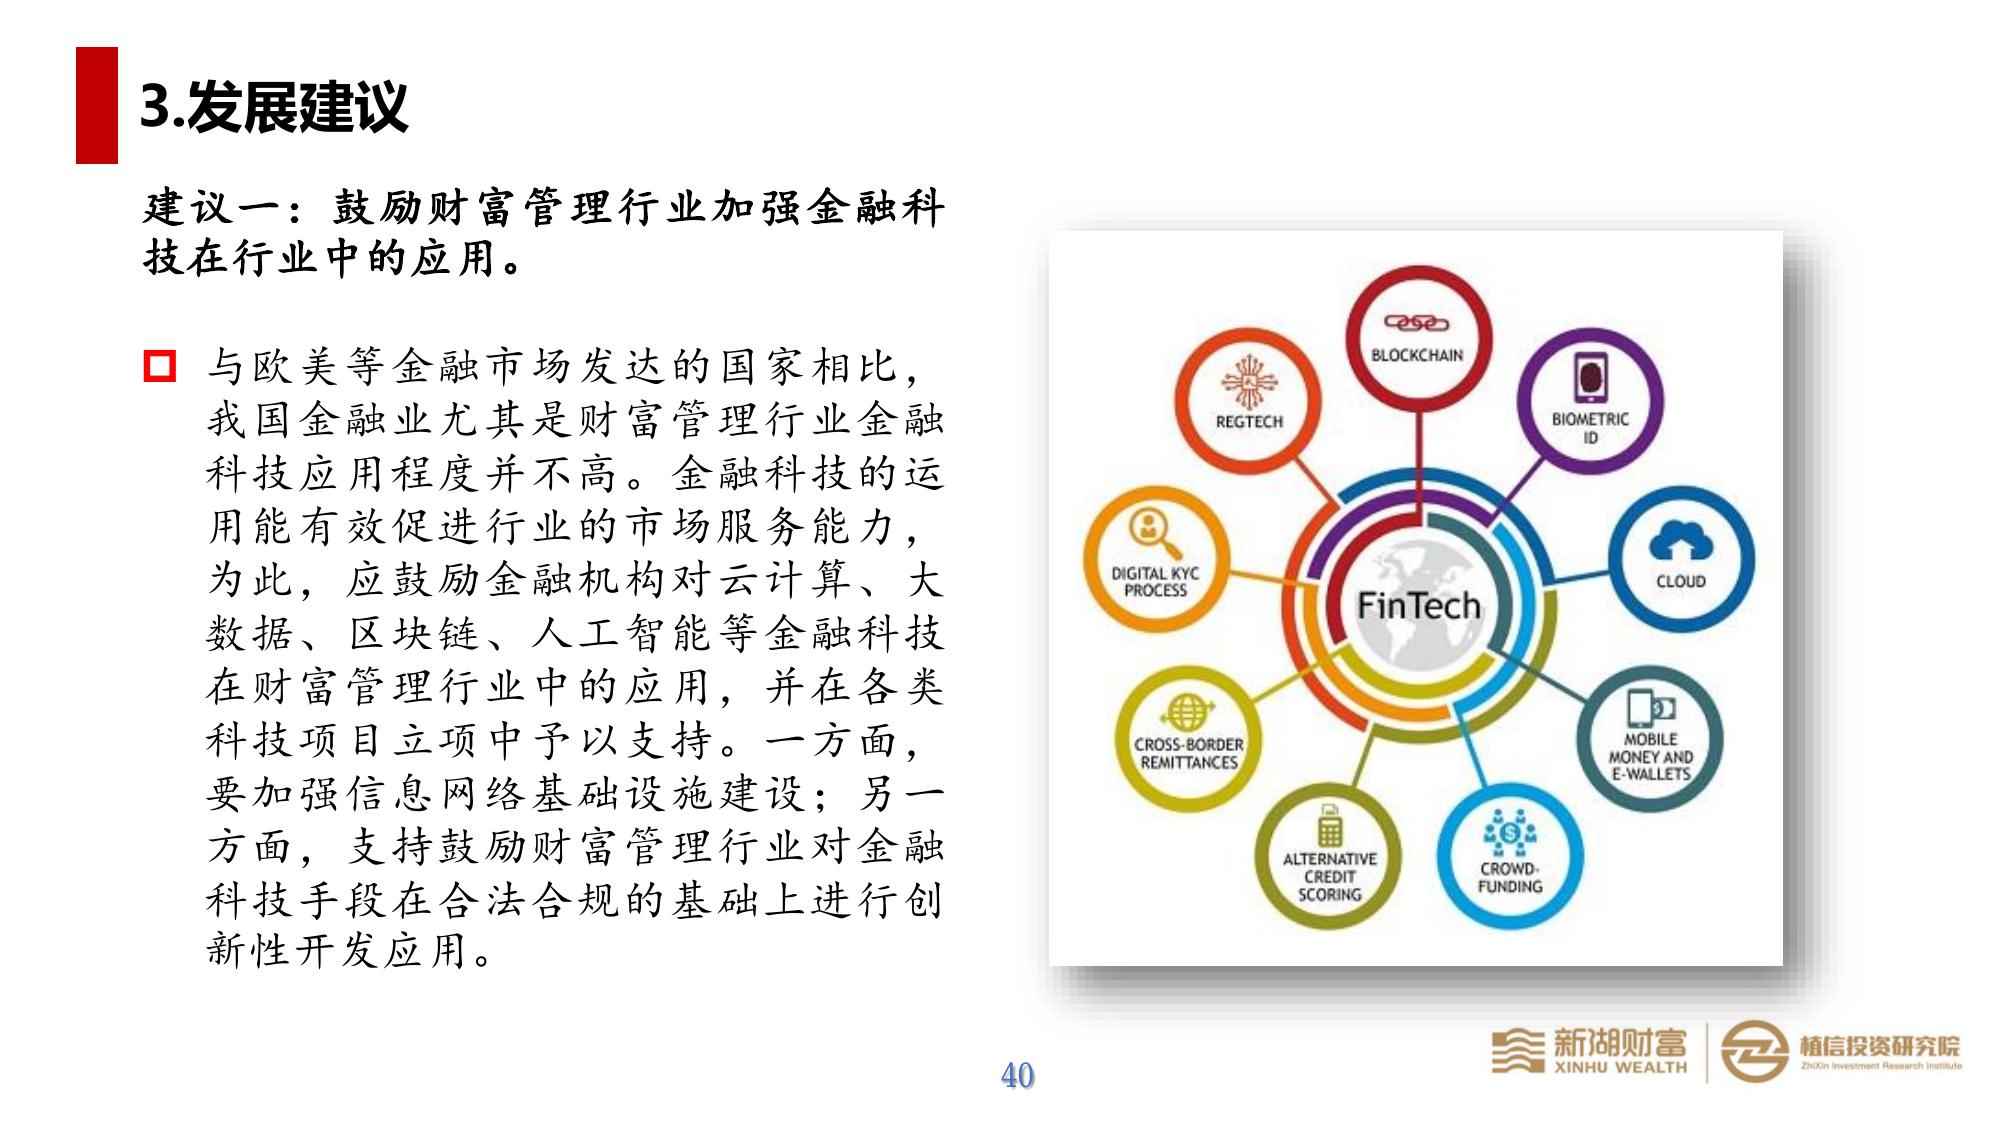 3.发展建议
建议一：鼓励财富管理行业加强金融科
技在行业中的应用。
与欧美等金融市场发达的国家相比，
我国金融业尤其是财富管理行业金融
科技应用程度并不高。金融科技的运
用能有效促进行业的市场服务能力，
为此，应鼓励金融机构对云计算、大
数据、区块链、人工智能等金融科技
在财富管理行业中的应用，并在各类
科技项目立项中予以支持。一方面，
要加强信息网络基础设施建设；另一
方面，支持鼓励财富管理行业对金融
科技手段在合法合规的基础上进行创
新性开发应用。
BLOCKCHAIN
REGTECH
BIOMETRIC
ID
DIGITAL KYC
PROCESS
CLOUD
FinTech
CROSS-BORDER
REMITTANCES
MOBILE
MONEY AND
E-WALLETS
ALTERNATIVE
CREDIT
SCORING
CROWD-
FUNDING
40
新湖财富
XINHU WEALTH
植信投资研究院
ZhiXin Investment Research Institute